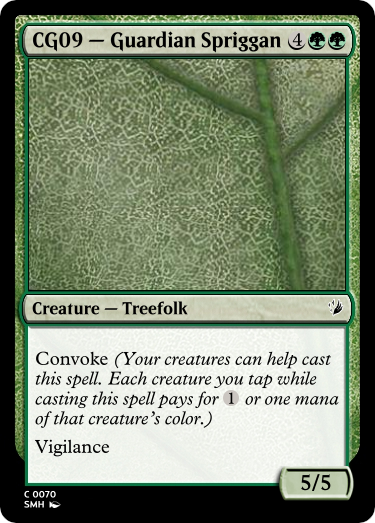 CG09 — Guardian Spriggan 4
Creature — Treefolk
Convoke (Your creatures can help cast
this spell. Each creature you tap while
casting this spell pays for 1 or one mana
of that creature's color.)
Vigilance
5/5
C 0070
SMH